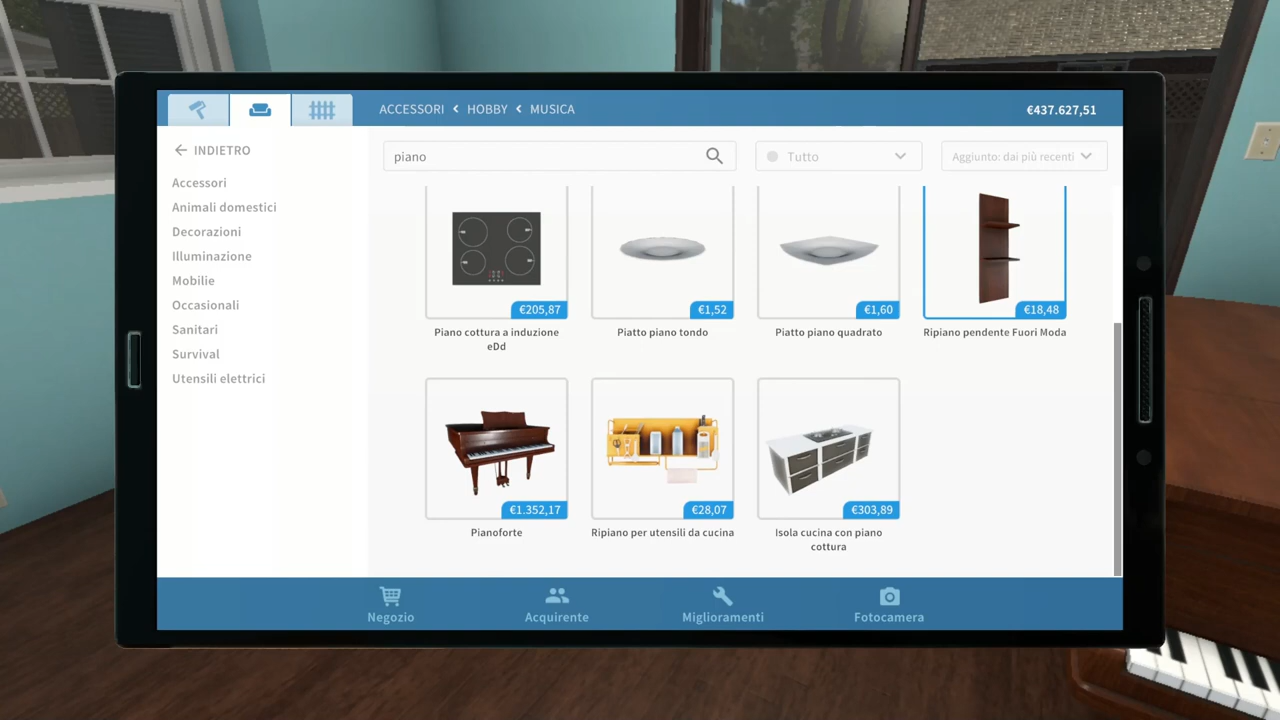 ACCESSORI < HOBBY < MUSICA
€437.627,51
INDIETRO
Accessori
Animali domestici
Decorazioni
Illuminazione
Mobilie
Occasionali
Sanitari
Survival
Utensili elettrici
piano
Tutto
Aggiunto: dai più recenti
€205,87
€1,52
€1,60
€18,48
Piano cottura a induzione
eDd
Piatto piano tondo
Piatto piano quadrato
Ripiano pendente Fuori Moda
€1.352,17
€28,07
€303,89
Pianoforte
Ripiano per utensili da cucina
Isola cucina con piano
cottura
Negozio
Acquirente
Miglioramenti
Fotocamera